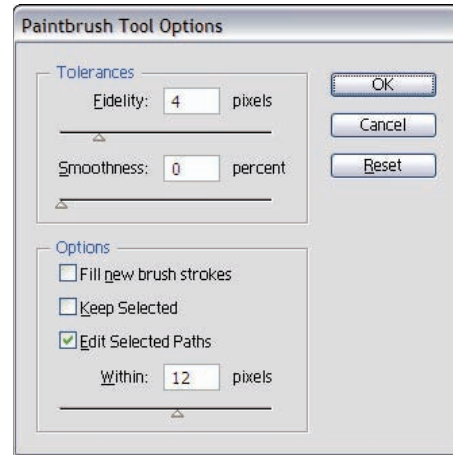 Paintbrush Tool Options
Tolerances
Fidelity: 4 pixels
Smoothness: 0 percent
OK
Cancel
Reset
Options
Fill new brush strokes
Keep Selected
Edit Selected Paths
Within: 12 pixels